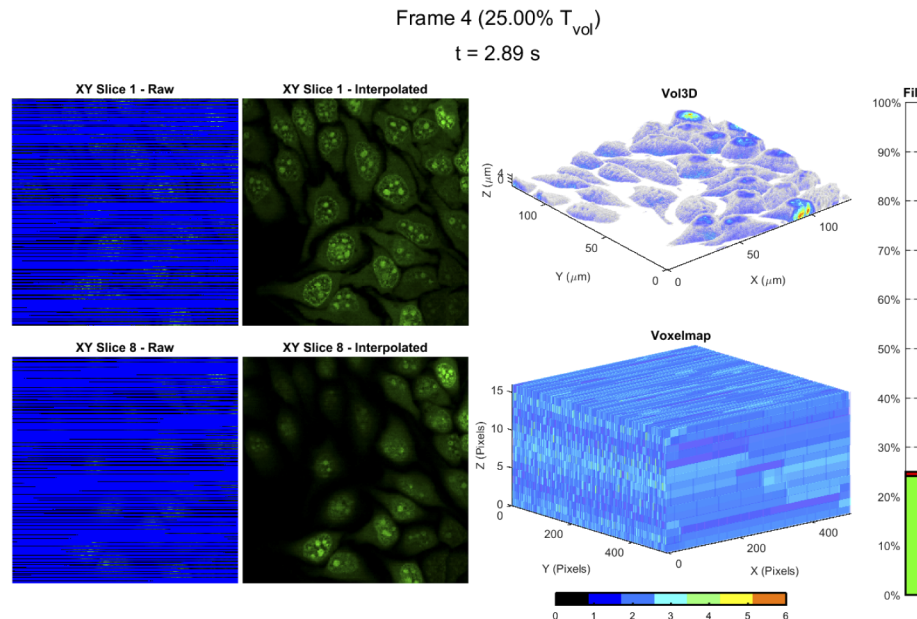 Frame 4 (25.00% T_vol)
t = 2.89 s
XY Slice 1 - Raw
XY Slice 1 - Interpolated
Vol3D
Z (μm)
4
0
100
50
0
Y (μm)
0
50
100
X (μm)
XY Slice 8 - Raw
XY Slice 8 - Interpolated
Voxelmap
Z (Pixels)
15
10
5
0
0
200
400
Y (Pixels)
0
200
400
X (Pixels)
0 1 2 3 4 5 6
Fil
100%
90%
80%
70%
60%
50%
40%
30%
20%
10%
0%